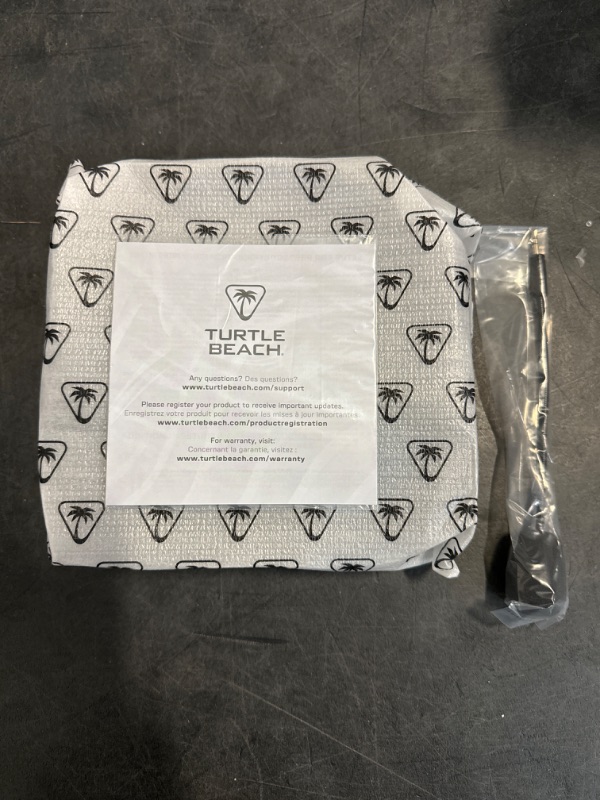 TURTLE
BEACH.
Any questions? Des questions?
www.turtlebeach.com/support
Please register your product to receive important updates.
Enregistrez votre produit pour recevoir les mises à jour importantes.
www.turtlebeach.com/productregistration
For warranty, visit:
Concernant la garantie, visitez :
www.turtlebeach.com/warranty